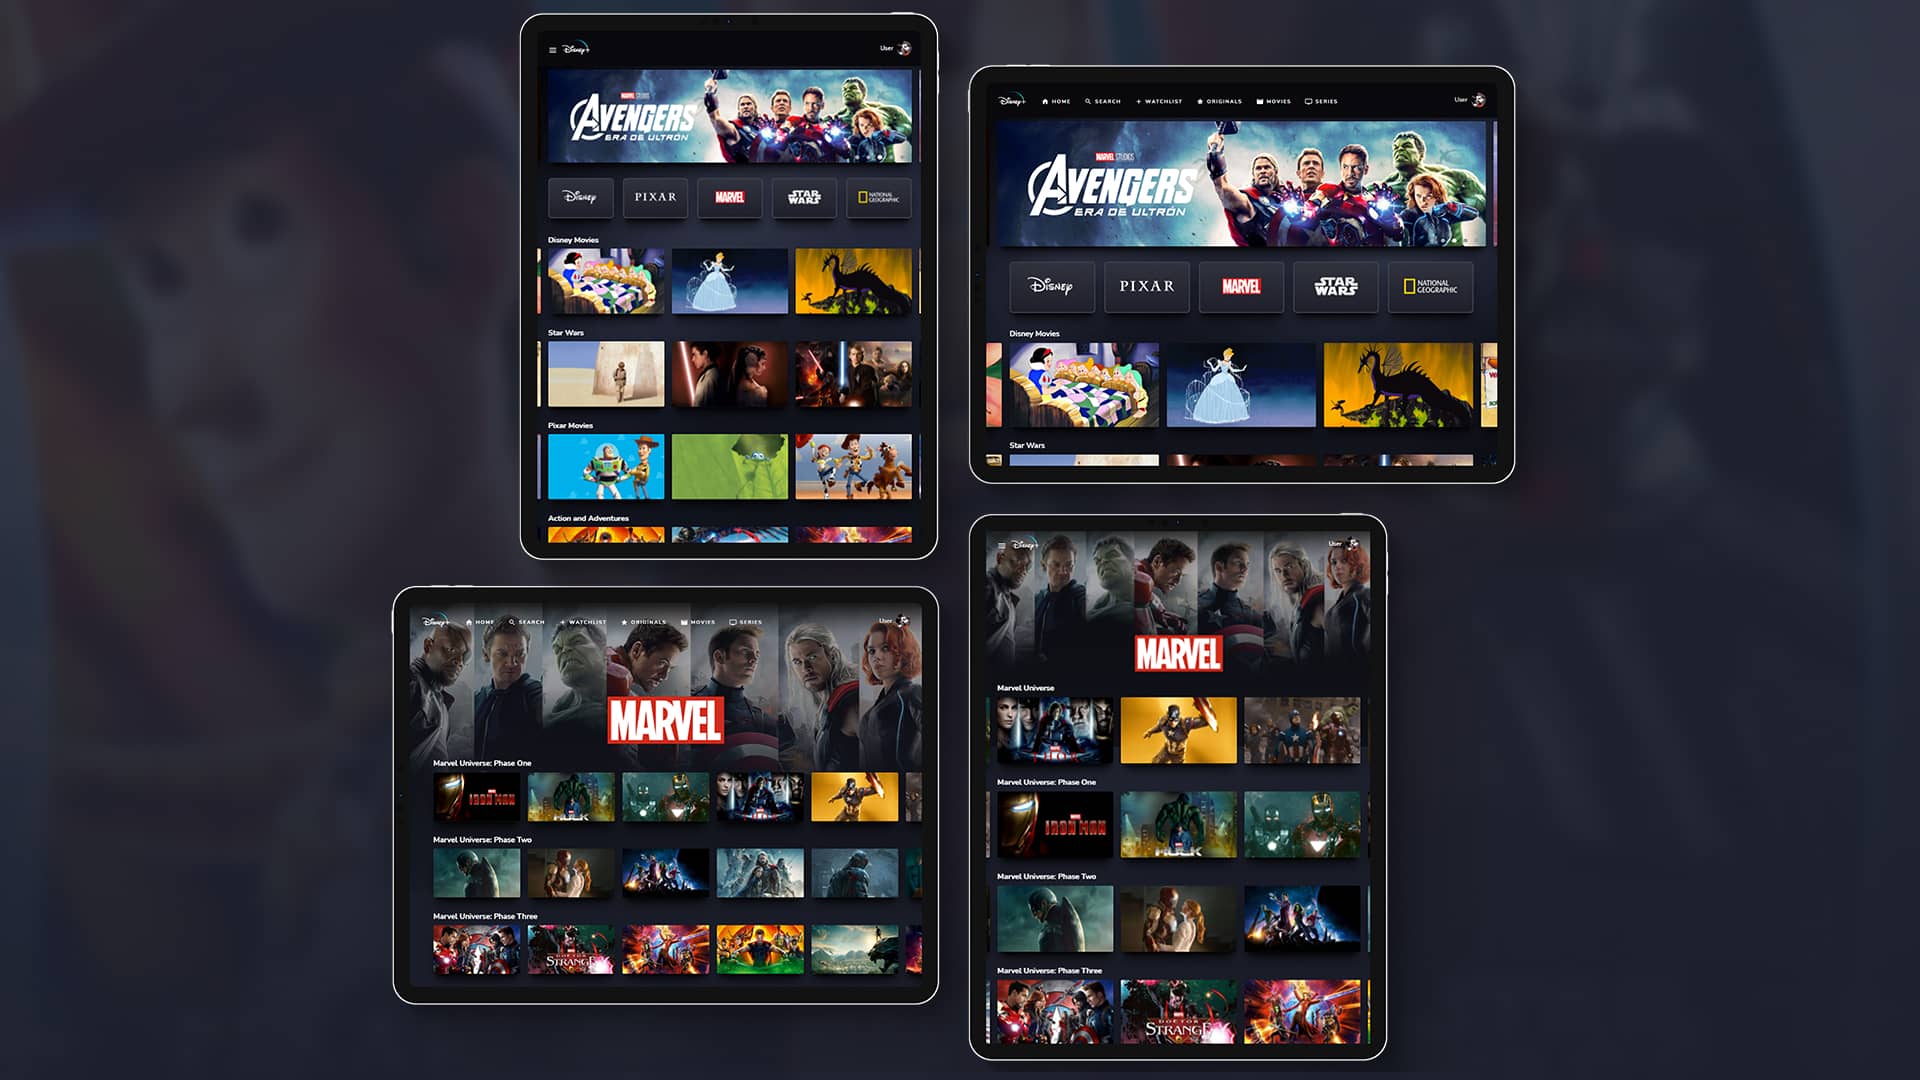 Disney+
User
MARVEL STUDIOS
AVENGERS
ERA DE ULTRÓN
Disney
PIXAR
MARVEL
STAR WARS
NATIONAL GEOGRAPHIC
Disney Movies
Star Wars
Pixar Movies
Action and Adventures
Disney+
HOME
SEARCH
WATCHLIST
ORIGINALS
MOVIES
SERIES
User
MARVEL STUDIOS
AVENGERS
ERA DE ULTRÓN
Disney
PIXAR
MARVEL
STAR WARS
NATIONAL GEOGRAPHIC
Disney Movies
Star Wars
Disney+
HOME
SEARCH
WATCHLIST
ORIGINALS
MOVIES
SERIES
User
MARVEL
Marvel Universe: Phase One
IRON MAN
HULK
Marvel Universe: Phase Two
Marvel Universe: Phase Three
DOCTOR
STRANGE
Disney+
User
MARVEL
Marvel Universe
THOR
Marvel Universe: Phase One
IRON MAN
HULK
Marvel Universe: Phase Two
Marvel Universe: Phase Three
DOCTOR
STRANGE